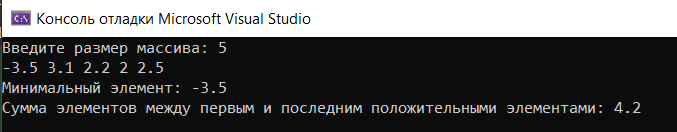 Консоль отладки Microsoft Visual Studio
Введите размер массива: 5
-3.5 3.1 2.2 2 2.5
Минимальный элемент: -3.5
Сумма элементов между первым и последним положительными элементами: 4.2